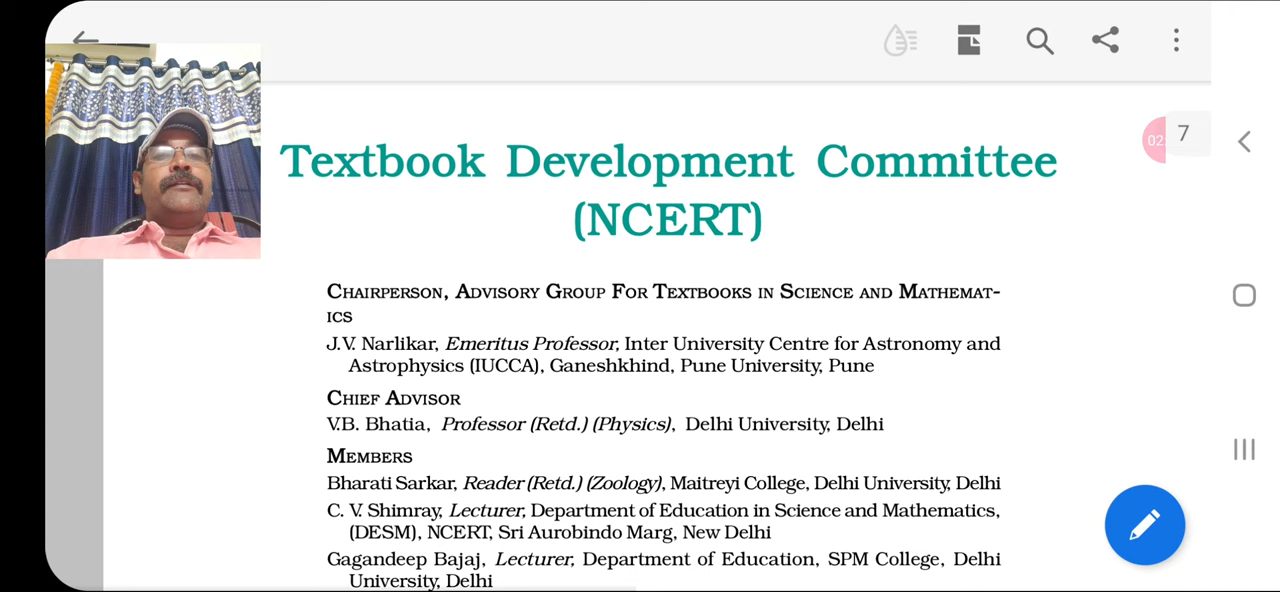 7
02
Textbook Development Committee
(NCERT)
CHAIRPERSON, ADVISORY GROUP FOR TEXTBOOKS IN SCIENCE AND MATHEMAT-
ICS
J.V. Narlikar, Emeritus Professor, Inter University Centre for Astronomy and
Astrophysics (IUCCA), Ganeshkhind, Pune University, Pune
CHIEF ADVISOR
V.B. Bhatia, Professor (Retd.) (Physics), Delhi University, Delhi
MEMBERS
Bharati Sarkar, Reader (Retd.) (Zoology), Maitreyi College, Delhi University, Delhi
C. V. Shimray, Lecturer, Department of Education in Science and Mathematics,
(DESM), NCERT, Sri Aurobindo Marg, New Delhi
Gagandeep Bajaj, Lecturer, Department of Education, SPM College, Delhi
University, Delhi